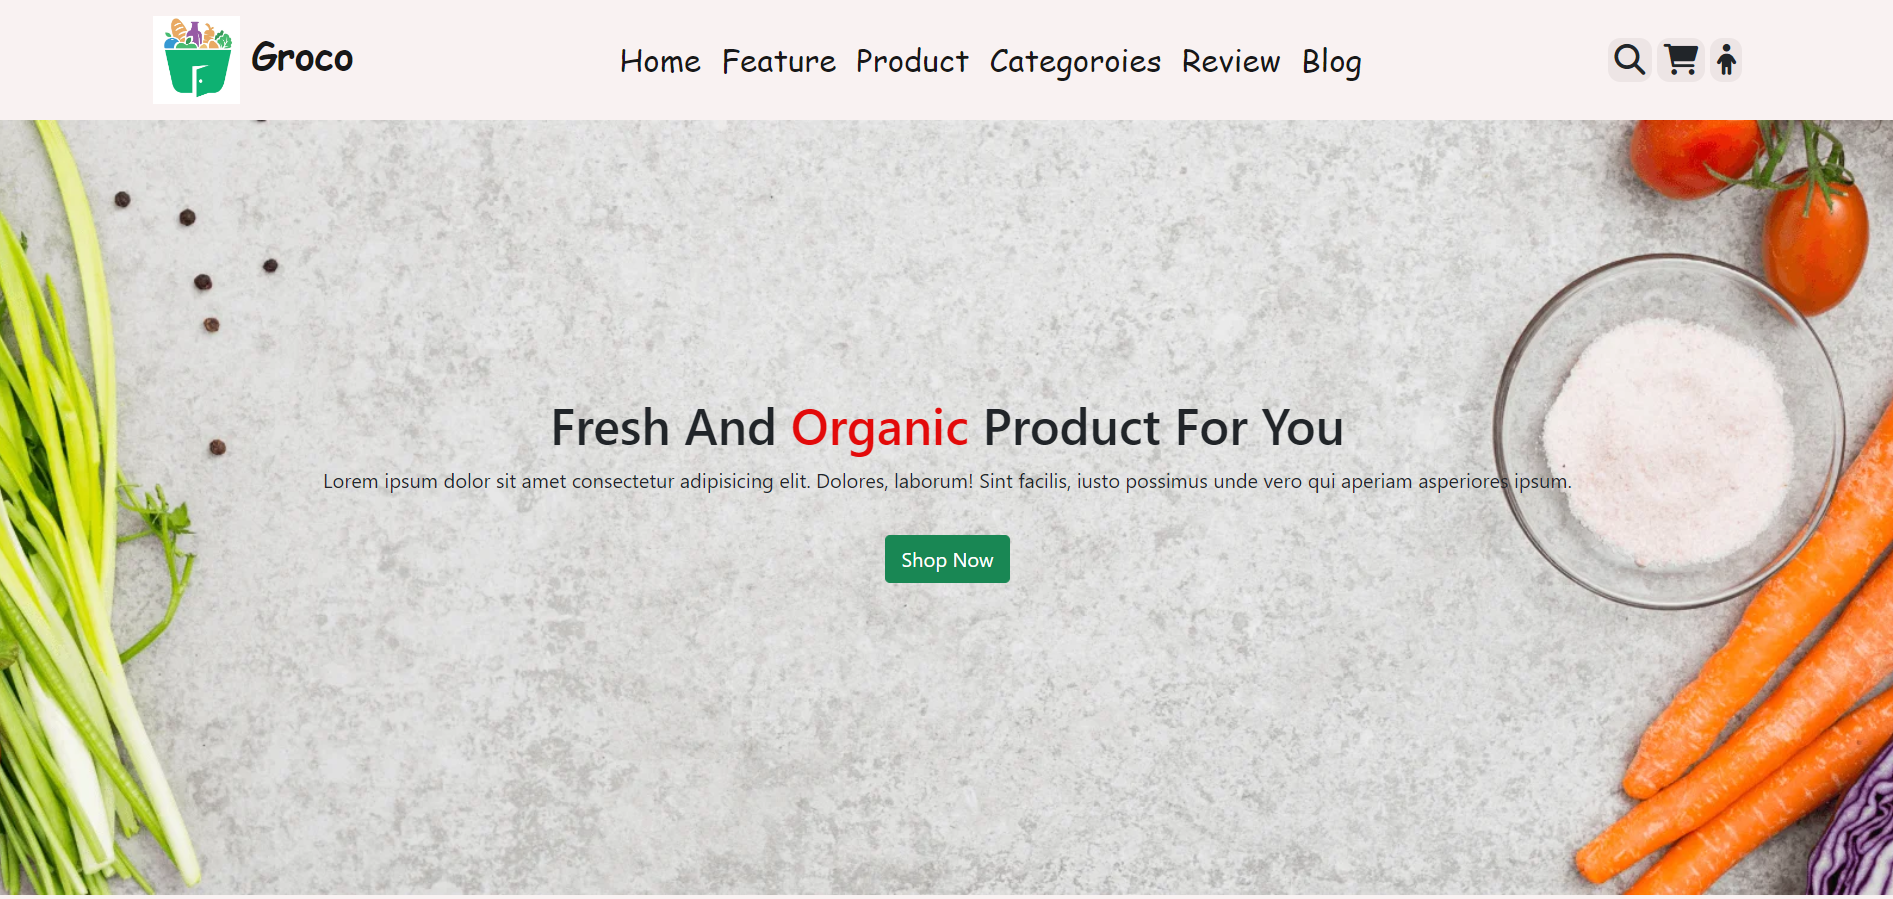 Groco
Home Feature Product Categoroies Review Blog
Fresh And Organic Product For You
Lorem ipsum dolor sit amet consectetur adipisicing elit. Dolores, laborum! Sint facilis, iusto possimus unde vero qui aperiam asperiores ipsum.
Shop Now